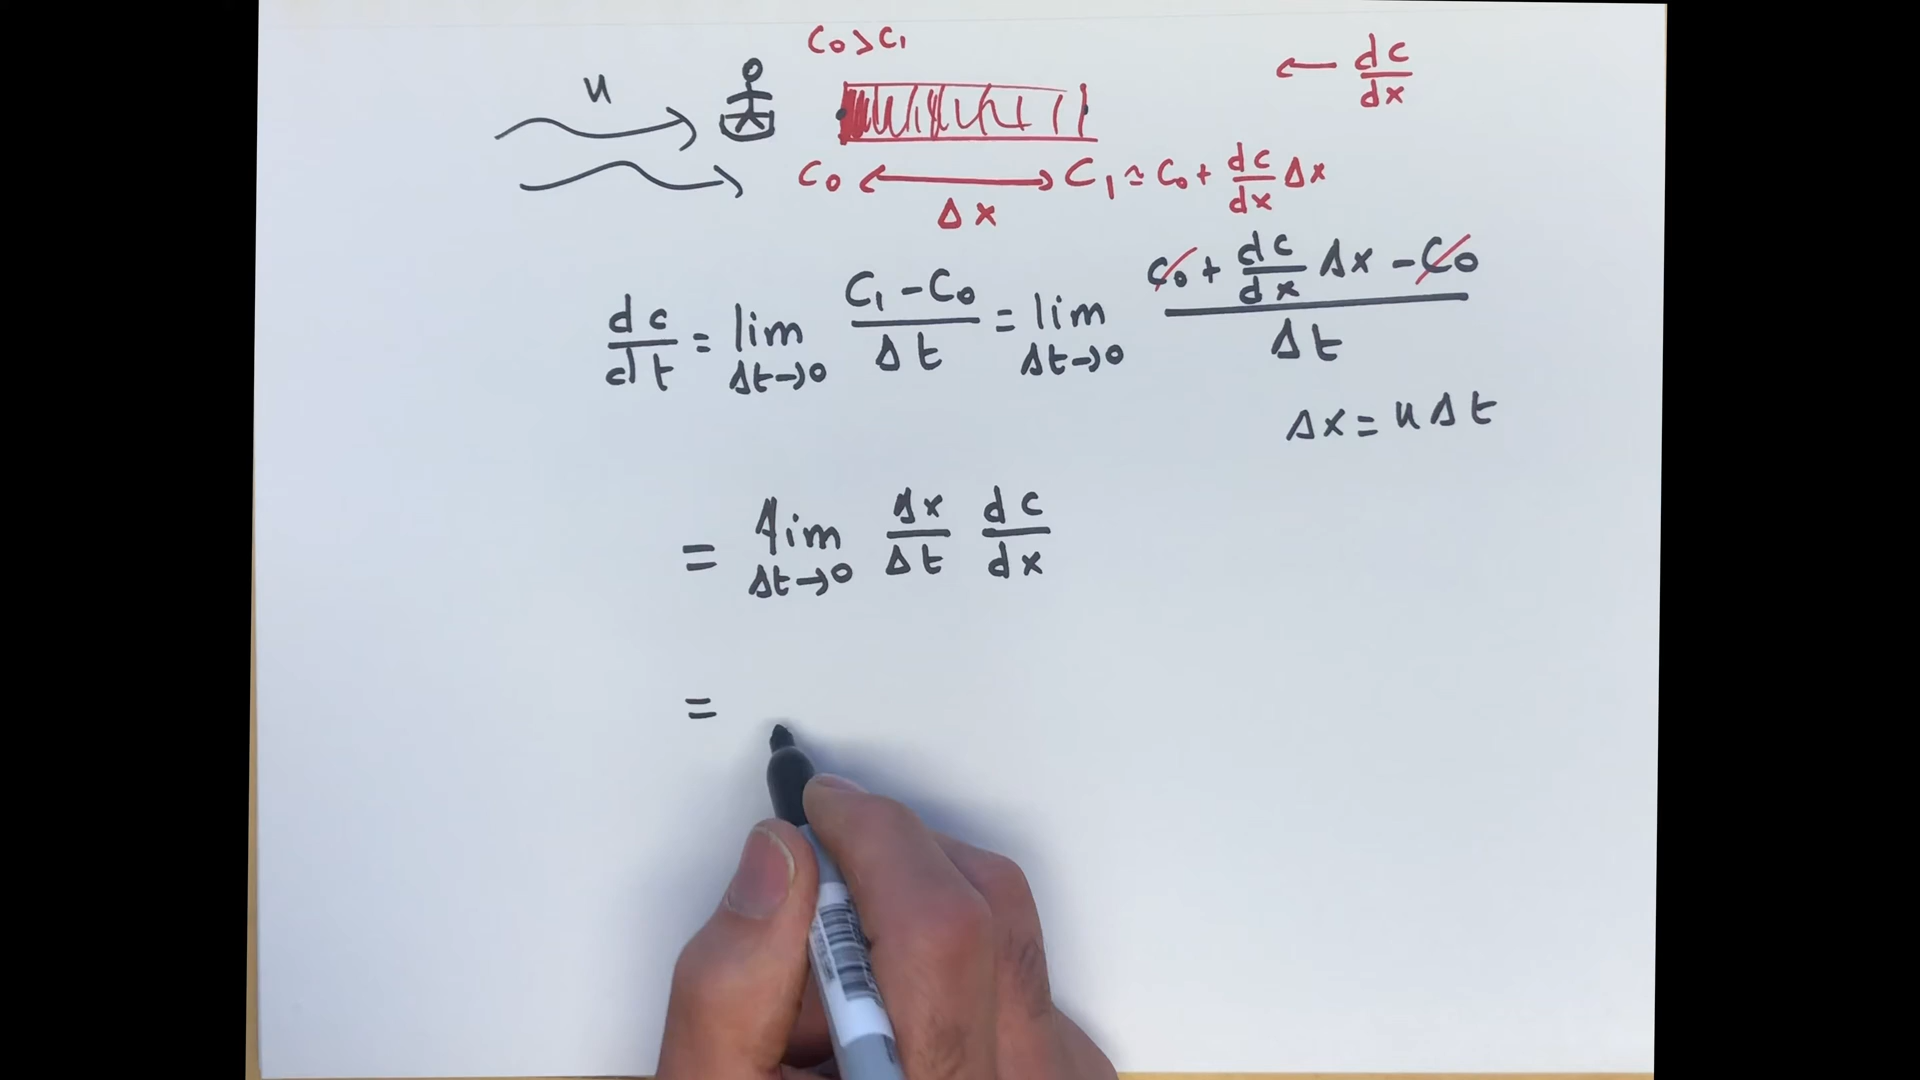 C₀ > C₁
u
← dc/dx
C₀ ↔ C₁ ≈ C₀ + dc/dx Δx
Δx
dc/dt = lim Δt→0 (C₁ − C₀)/Δt = lim Δt→0 (C₀ + dc/dx Δx − C₀)/Δt
Δx = uΔt
= lim Δt→0 Δx/Δt dc/dx
=